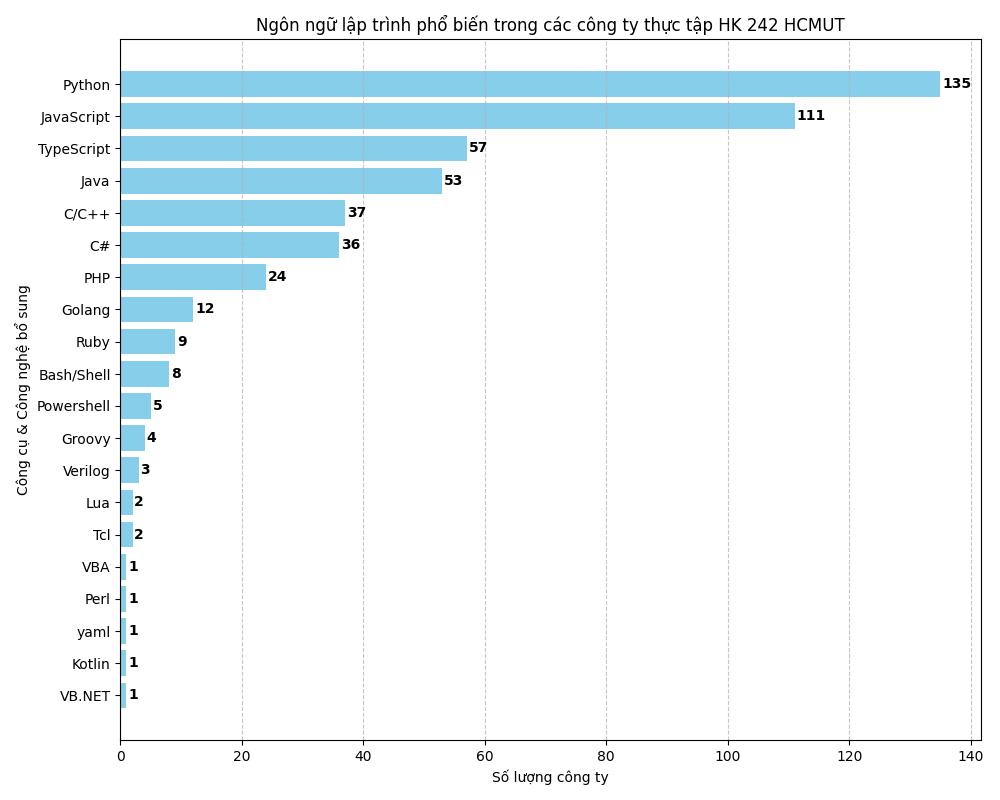 Ngôn ngữ lập trình phổ biến trong các công ty thực tập HK 242 HCMUT
Công cụ & Công nghệ bổ sung
Python 135
JavaScript 111
TypeScript 57
Java 53
C/C++ 37
C# 36
PHP 24
Golang 12
Ruby 9
Bash/Shell 8
Powershell 5
Groovy 4
Verilog 3
Lua 2
Tcl 2
VBA 1
Perl 1
yaml 1
Kotlin 1
VB.NET 1
0 20 40 60 80 100 120 140
Số lượng công ty